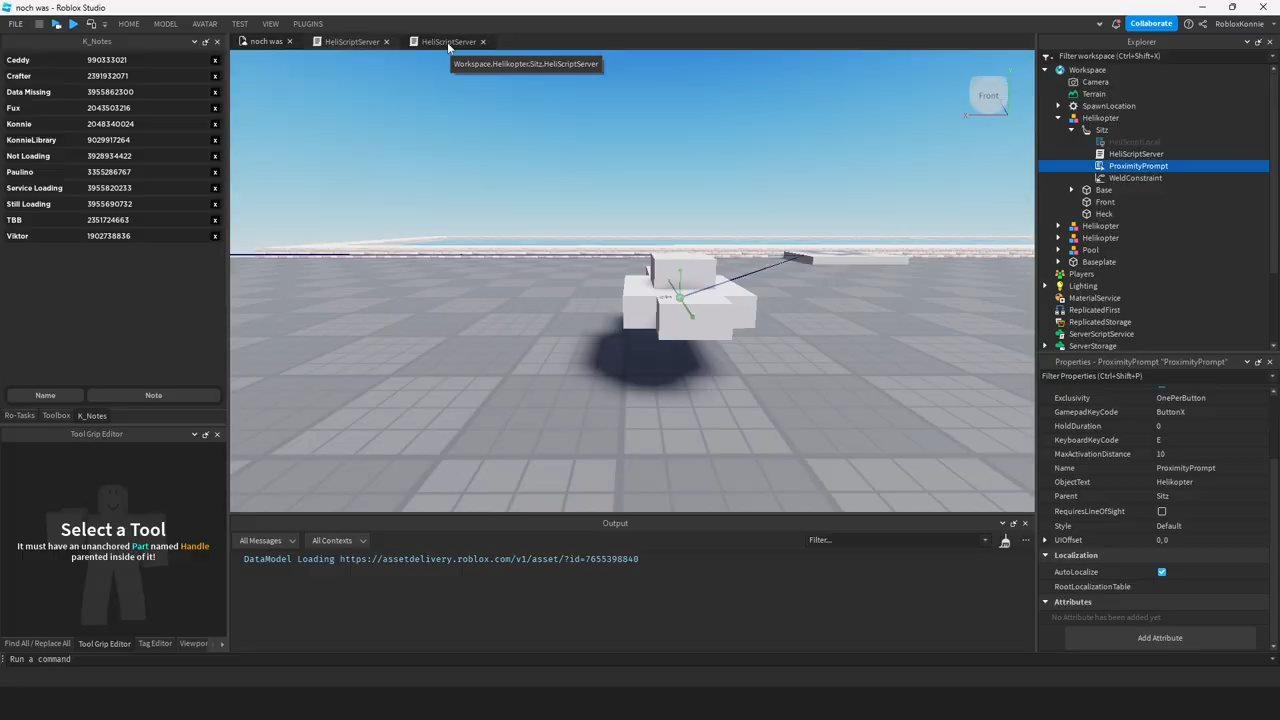 noch was - Roblox Studio
FILE
HOME
MODEL
AVATAR
TEST
VIEW
PLUGINS
Collaborate
RobloxKonnie
K_Notes
Ceddy 990333021 x
Crafter 2391932071 x
Data Missing 3955862300 x
Fux 2043503216 x
Konnie 2048340024 x
KonnieLibrary 9029917264 x
Not Loading 3928934422 x
Paulino 3355286767 x
Service Loading 3955820233 x
Still Loading 3955690732 x
TBB 2351724663 x
Viktor 1902738836 x
Name
Note
Ro-Tasks Toolbox K_Notes
Tool Grip Editor
Select a Tool
It must have an unanchored Part named Handle
parented inside of it!
Find All / Replace All Tool Grip Editor Tag Editor Viewpor
Run a command
noch was
HeliScriptServer
HeliScriptServer
Workspace.Helikopter.Sitz.HeliScriptServer
Front
X
Output
All Messages
All Contexts
Filter...
DataModel Loading https://assetdelivery.roblox.com/v1/asset/?id=7655398840
Explorer
Filter workspace (Ctrl+Shift+X)
Workspace
Camera
Terrain
SpawnLocation
Helikopter
Sitz
HeliScriptLocal
HeliScriptServer
ProximityPrompt
WeldConstraint
Base
Front
Heck
Helikopter
Helikopter
Pool
Baseplate
Players
Lighting
MaterialService
ReplicatedFirst
ReplicatedStorage
ServerScriptService
ServerStorage
Properties - ProximityPrompt "ProximityPrompt"
Filter Properties (Ctrl+Shift+P)
Exclusivity OnePerButton
GamepadKeyCode ButtonX
HoldDuration 0
KeyboardKeyCode E
MaxActivationDistance 10
Name ProximityPrompt
ObjectText Helikopter
Parent Sitz
RequiresLineOfSight
Style Default
UIOffset 0, 0
Localization
AutoLocalize
RootLocalizationTable
Attributes
No Attribute has been added yet
Add Attribute